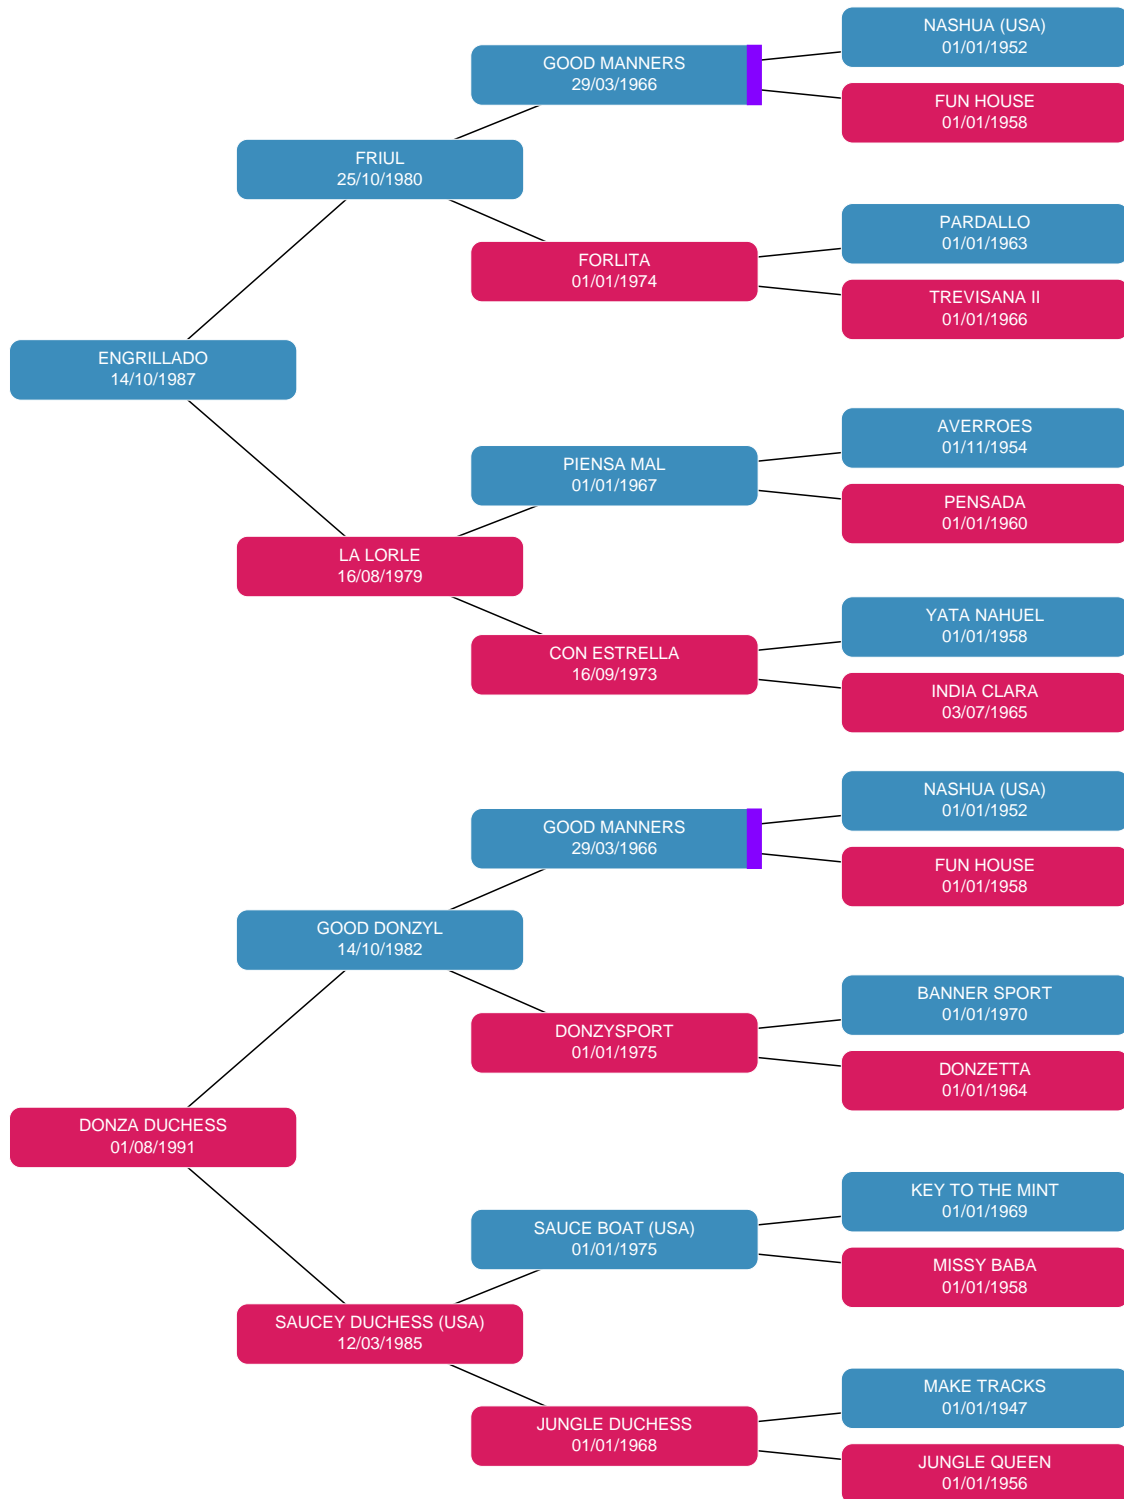 NASHUA (USA)
01/01/1952
GOOD MANNERS
29/03/1966
FUN HOUSE
01/01/1958
FRIUL
25/10/1980
PARDALLO
01/01/1963
FORLITA
01/01/1974
TREVISANA II
01/01/1966
ENGRILLADO
14/10/1987
AVERROES
01/11/1954
PIENSA MAL
01/01/1967
PENSADA
01/01/1960
LA LORLE
16/08/1979
YATA NAHUEL
01/01/1958
CON ESTRELLA
16/09/1973
INDIA CLARA
03/07/1965
NASHUA (USA)
01/01/1952
GOOD MANNERS
29/03/1966
FUN HOUSE
01/01/1958
GOOD DONZYL
14/10/1982
BANNER SPORT
01/01/1970
DONZYSPORT
01/01/1975
DONZETTA
01/01/1964
DONZA DUCHESS
01/08/1991
KEY TO THE MINT
01/01/1969
SAUCE BOAT (USA)
01/01/1975
MISSY BABA
01/01/1958
SAUCEY DUCHESS (USA)
12/03/1985
MAKE TRACKS
01/01/1947
JUNGLE DUCHESS
01/01/1968
JUNGLE QUEEN
01/01/1956